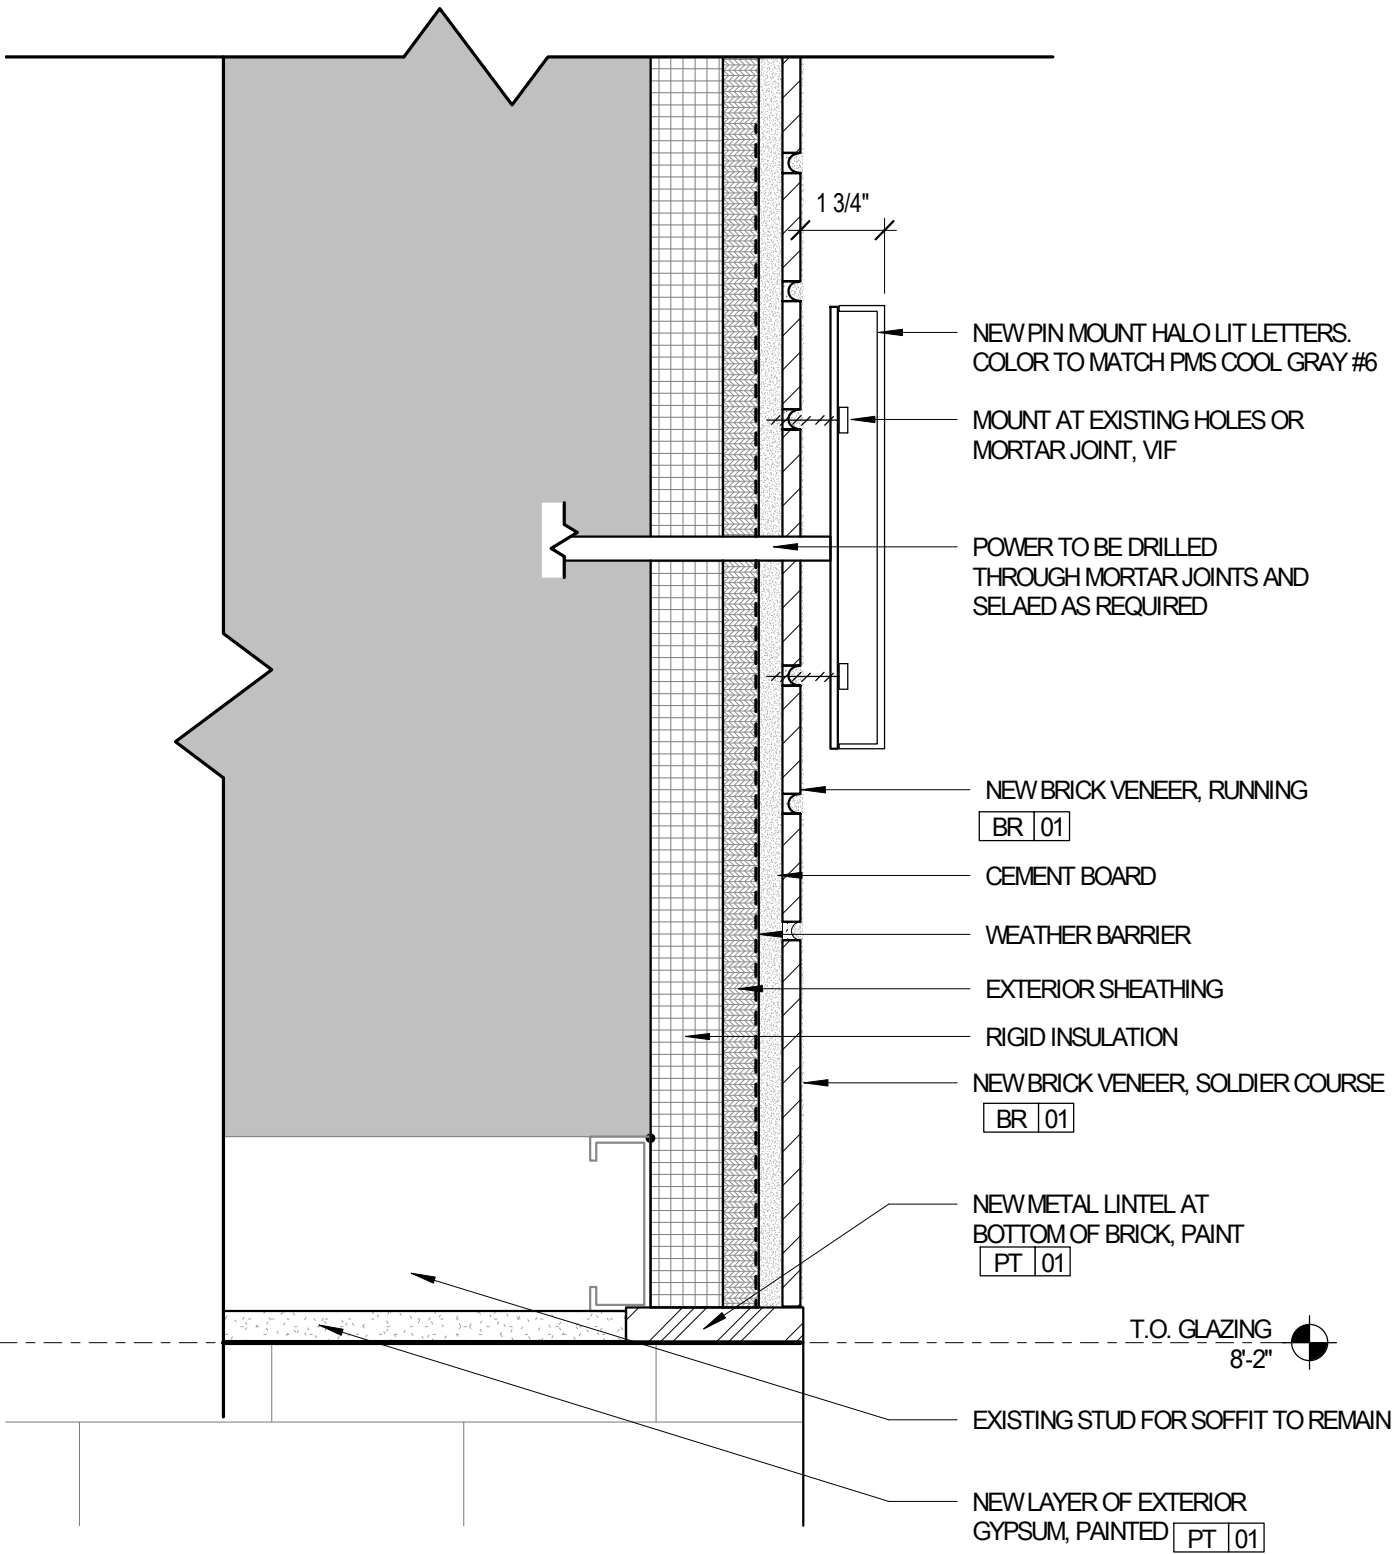 1 3/4"
NEW PIN MOUNT HALO LIT LETTERS.
COLOR TO MATCH PMS COOL GRAY #6
MOUNT AT EXISTING HOLES OR
MORTAR JOINT, VIF
POWER TO BE DRILLED
THROUGH MORTAR JOINTS AND
SELAED AS REQUIRED
NEW BRICK VENEER, RUNNING
BR 01
CEMENT BOARD
WEATHER BARRIER
EXTERIOR SHEATHING
RIGID INSULATION
NEW BRICK VENEER, SOLDIER COURSE
BR 01
NEW METAL LINTEL AT
BOTTOM OF BRICK, PAINT
PT 01
T.O. GLAZING
8'-2"
EXISTING STUD FOR SOFFIT TO REMAIN
NEW LAYER OF EXTERIOR
GYPSUM, PAINTED PT 01